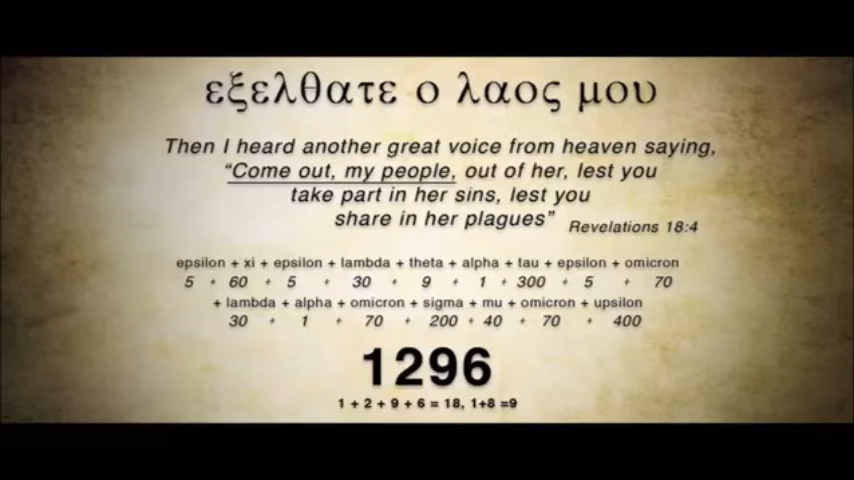 εξελθατε ο λαος μου
Then I heard another great voice from heaven saying,
“Come out, my people, out of her, lest you
take part in her sins, lest you
share in her plagues” Revelations 18:4
epsilon + xi + epsilon + lambda + theta + alpha + tau + epsilon + omicron
5 + 60 + 5 + 30 + 9 + 1 + 300 + 5 + 70
+ lambda + alpha + omicron + sigma + mu + omicron + upsilon
30 + 1 + 70 + 200 + 40 + 70 + 400
1296
1 + 2 + 9 + 6 = 18, 1+8 =9